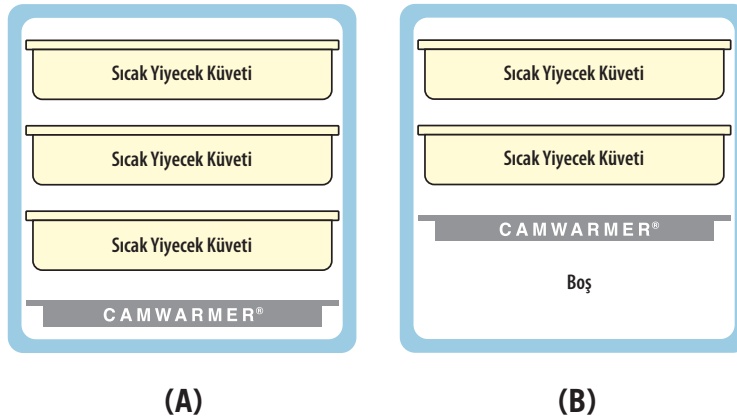 Sıcak Yiyecek Küveti
Sıcak Yiyecek Küveti
Sıcak Yiyecek Küveti
CAMWARMER®
(A)
Sıcak Yiyecek Küveti
Sıcak Yiyecek Küveti
CAMWARMER®
Boş
(B)